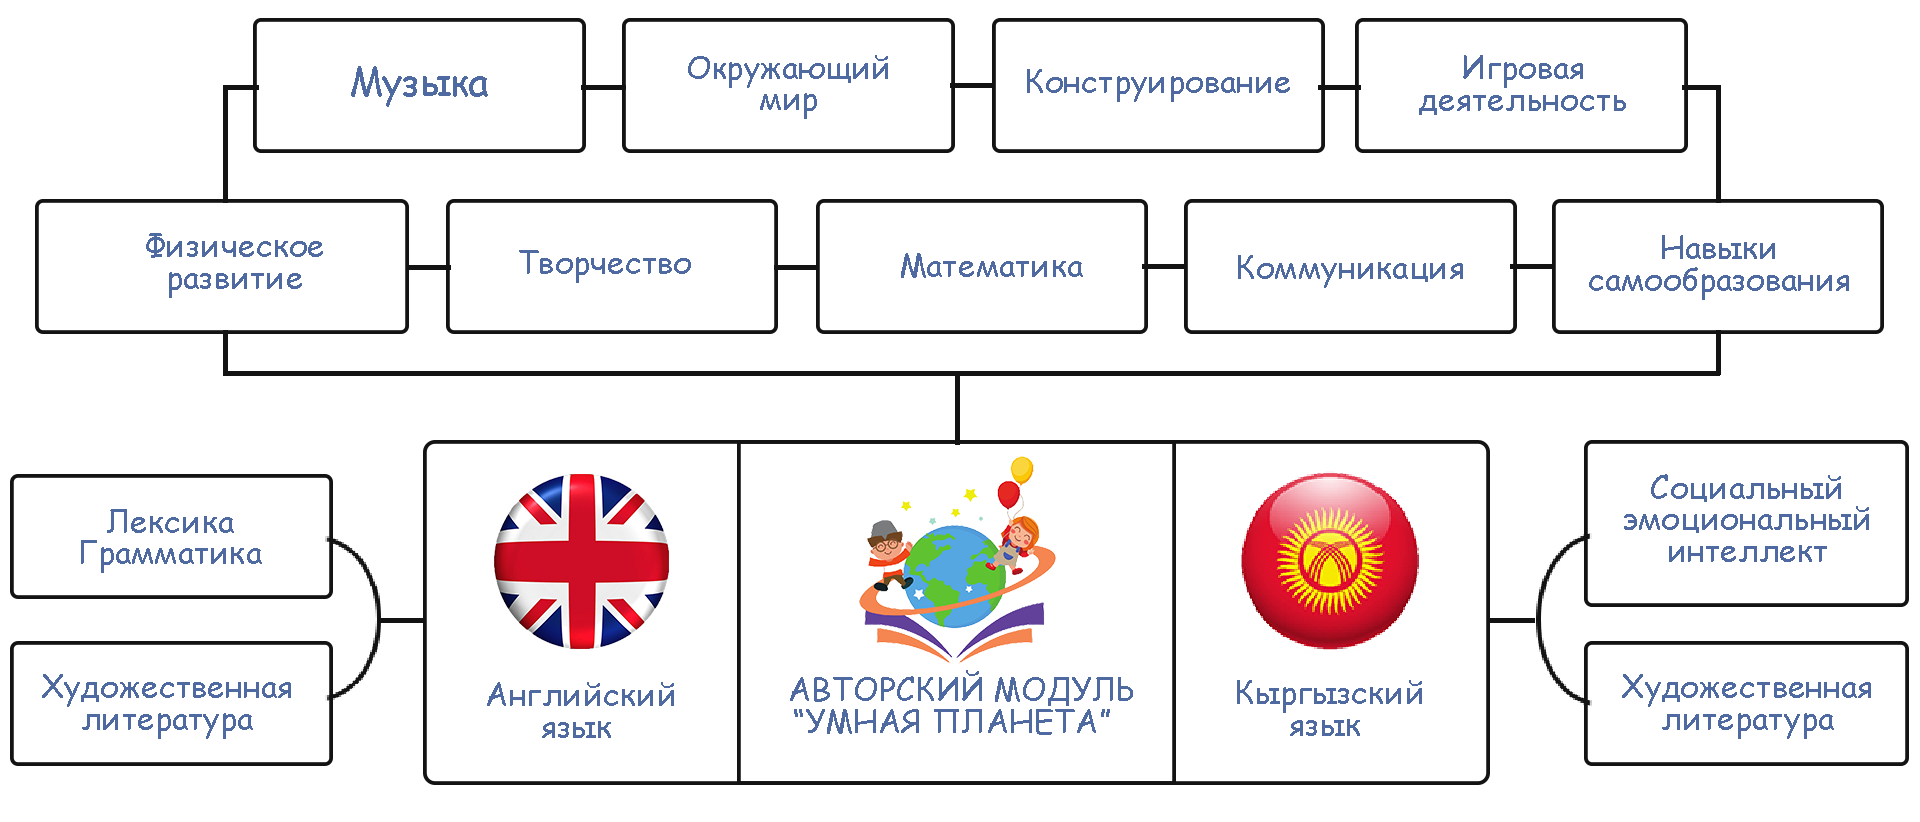 Музыка
Окружающий
мир
Конструирование
Игровая
деятельность
Физическое
развитие
Творчество
Математика
Коммуникация
Навыки
самообразования
Лексика
Грамматика
Художественная
литература
Английский
язык
АВТОРСКИЙ МОДУЛЬ
“УМНАЯ ПЛАНЕТА”
Кыргызский
язык
Социальный
эмоциональный
интеллект
Художественная
литература